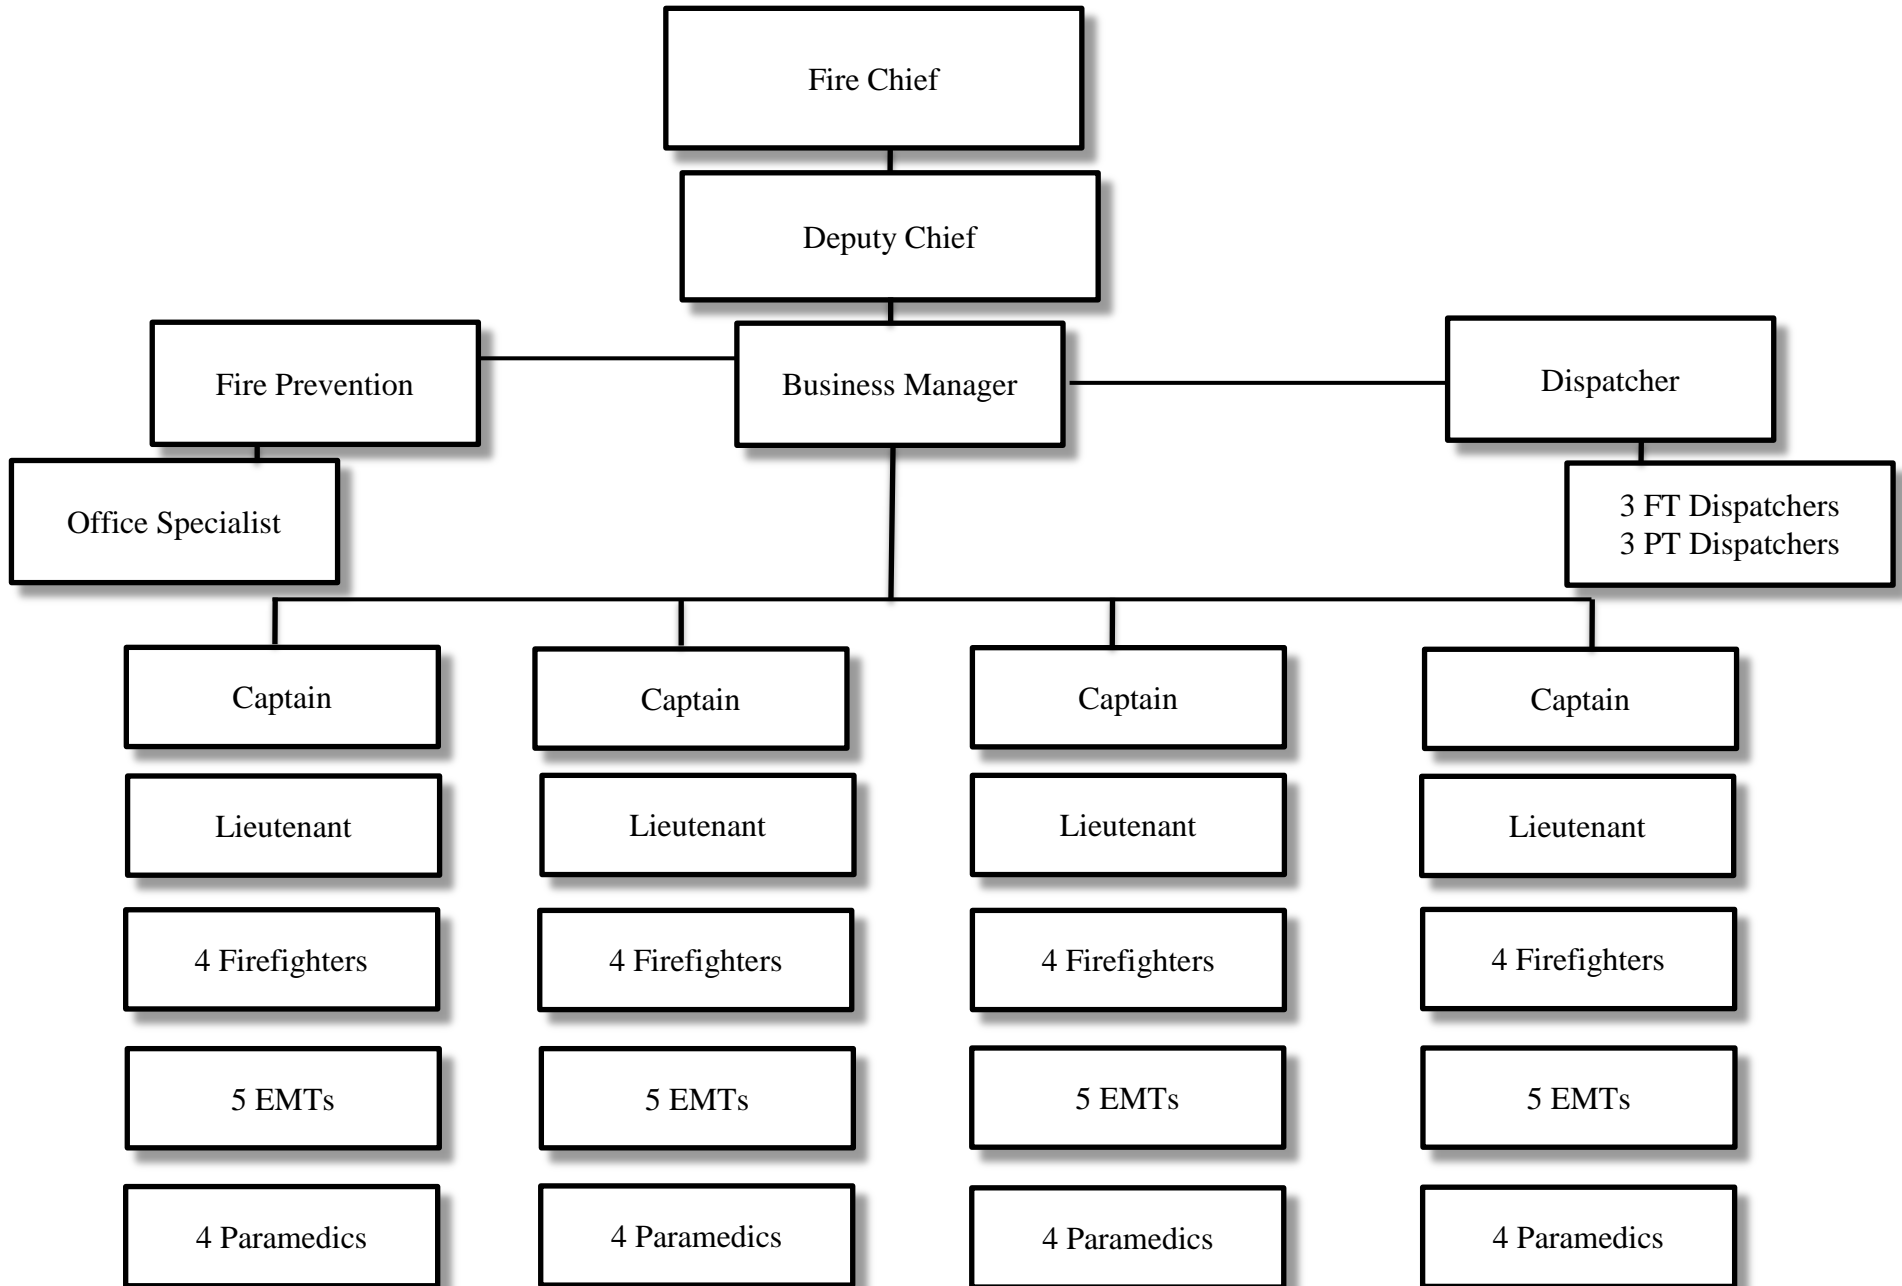 Fire Chief
Deputy Chief
Fire Prevention
Business Manager
Dispatcher
Office Specialist
3 FT Dispatchers
3 PT Dispatchers
Captain
Captain
Captain
Captain
Lieutenant
Lieutenant
Lieutenant
Lieutenant
4 Firefighters
4 Firefighters
4 Firefighters
4 Firefighters
5 EMTs
5 EMTs
5 EMTs
5 EMTs
4 Paramedics
4 Paramedics
4 Paramedics
4 Paramedics